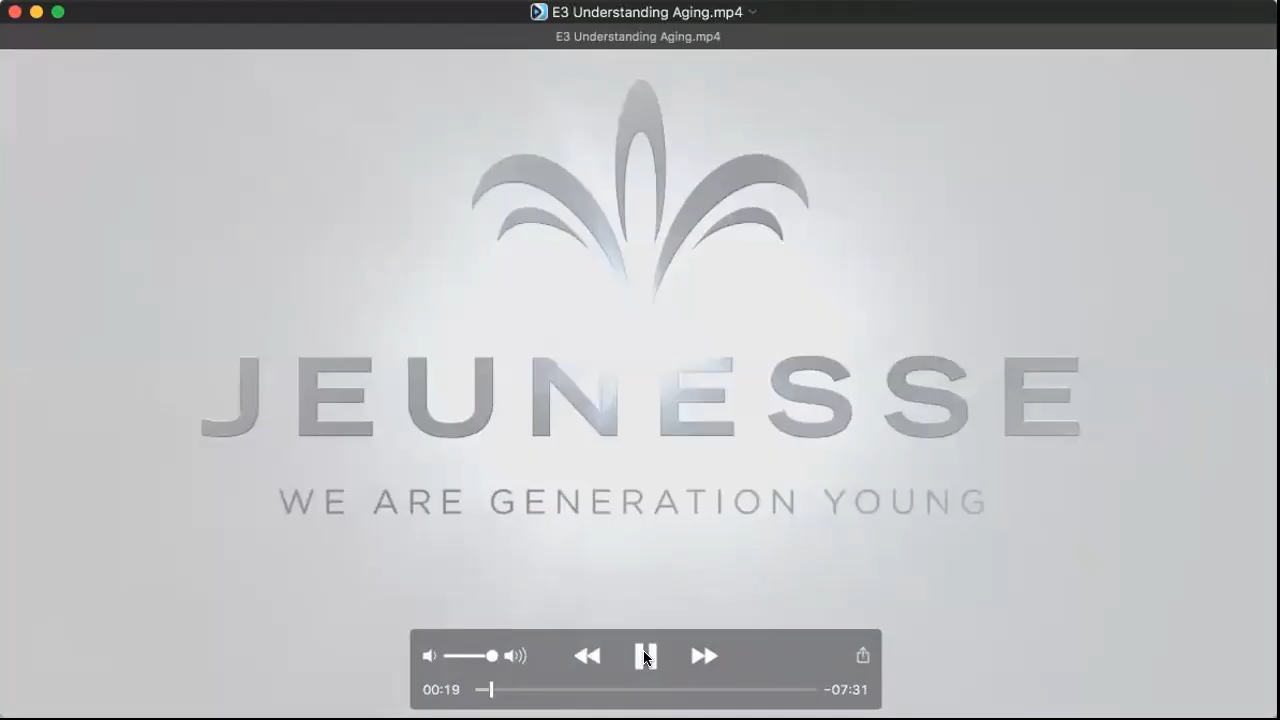 E3 Understanding Aging.mp4
E3 Understanding Aging.mp4
JEUNESSE
WE ARE GENERATION YOUNG
00:19
-07:31